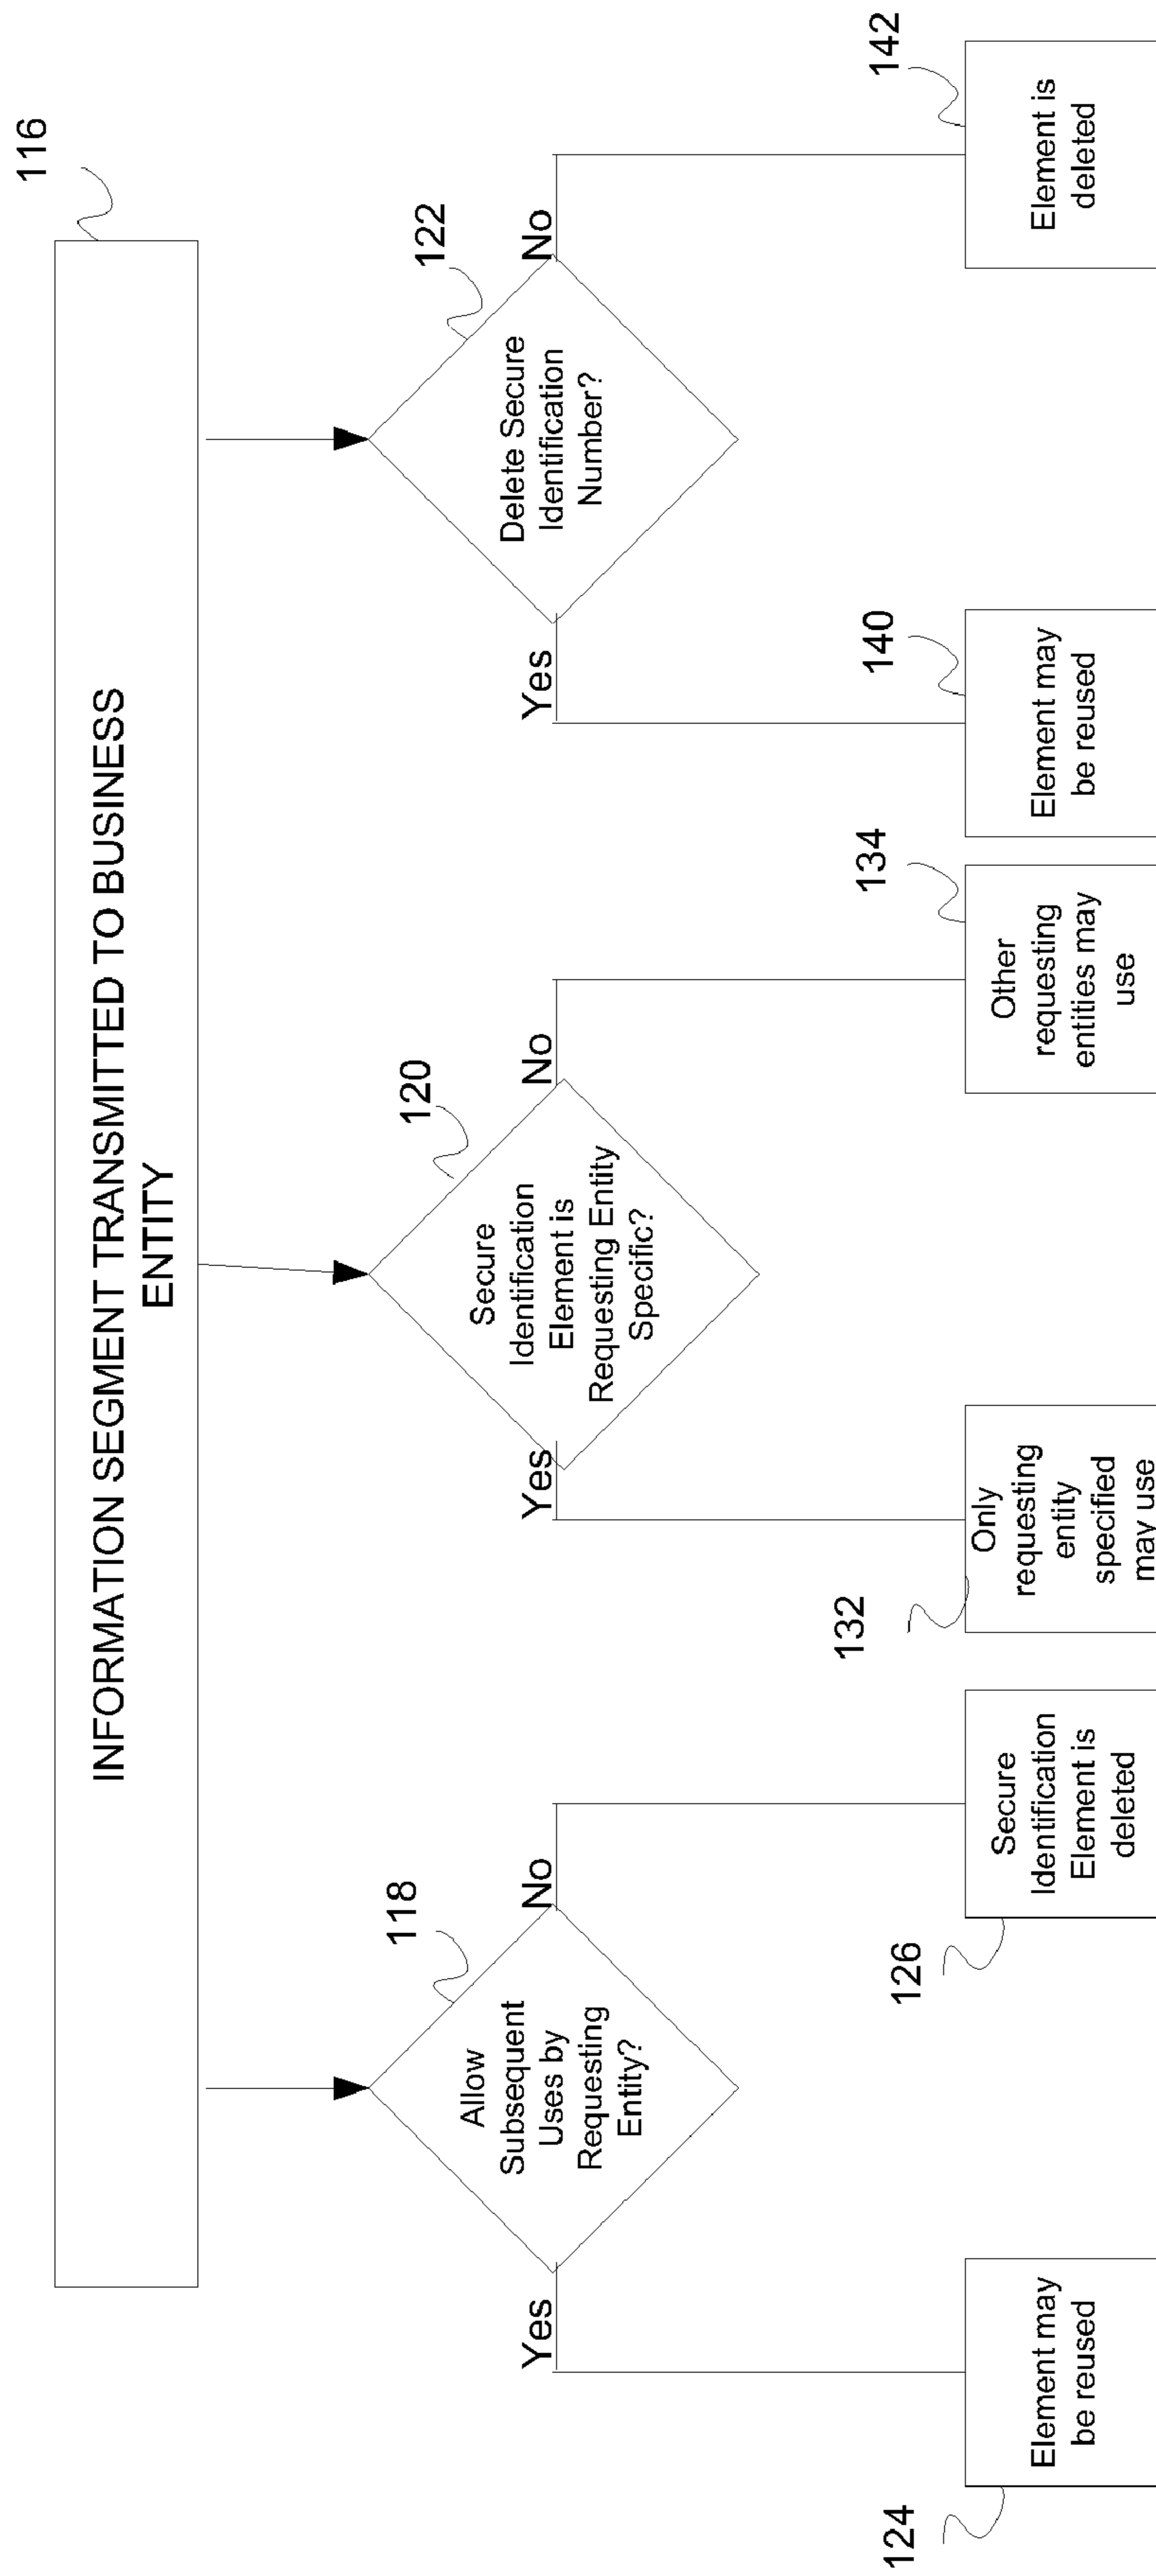 116
INFORMATION SEGMENT TRANSMITTED TO BUSINESS
ENTITY
118
Allow
Subsequent
Uses by
Requesting
Entity?
Yes
No
120
Secure
Identification
Element is
Requesting Entity
Specific?
Yes
No
122
Delete Secure
Identification
Number?
Yes
No
124
Element may
be reused
126
Secure
Identification
Element is
deleted
132
Only
requesting
entity
specified
may use
134
Other
requesting
entities may
use
140
Element may
be reused
142
Element is
deleted